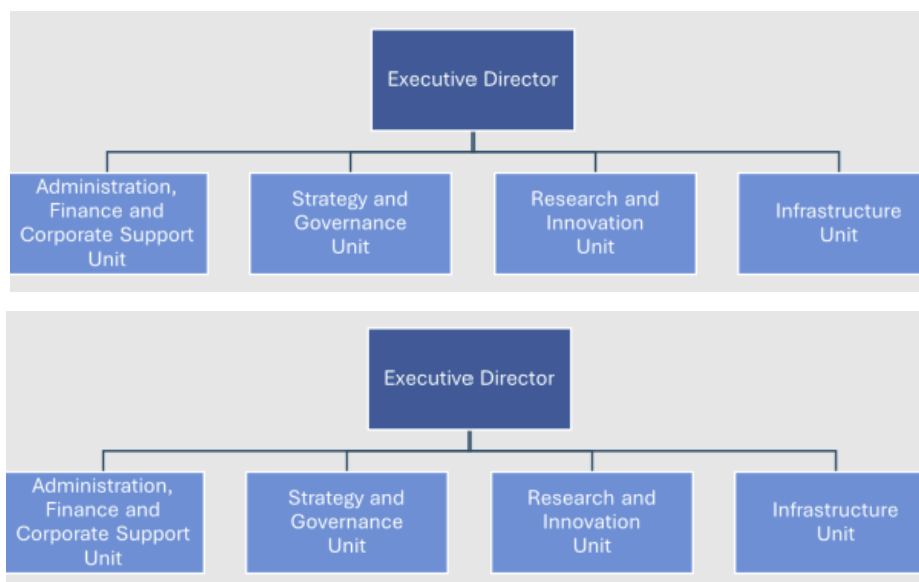 Executive Director
Administration,
Finance and
Corporate Support
Unit
Strategy and
Governance
Unit
Research and
Innovation
Unit
Infrastructure
Unit
Executive Director
Administration,
Finance and
Corporate Support
Unit
Strategy and
Governance
Unit
Research and
Innovation
Unit
Infrastructure
Unit